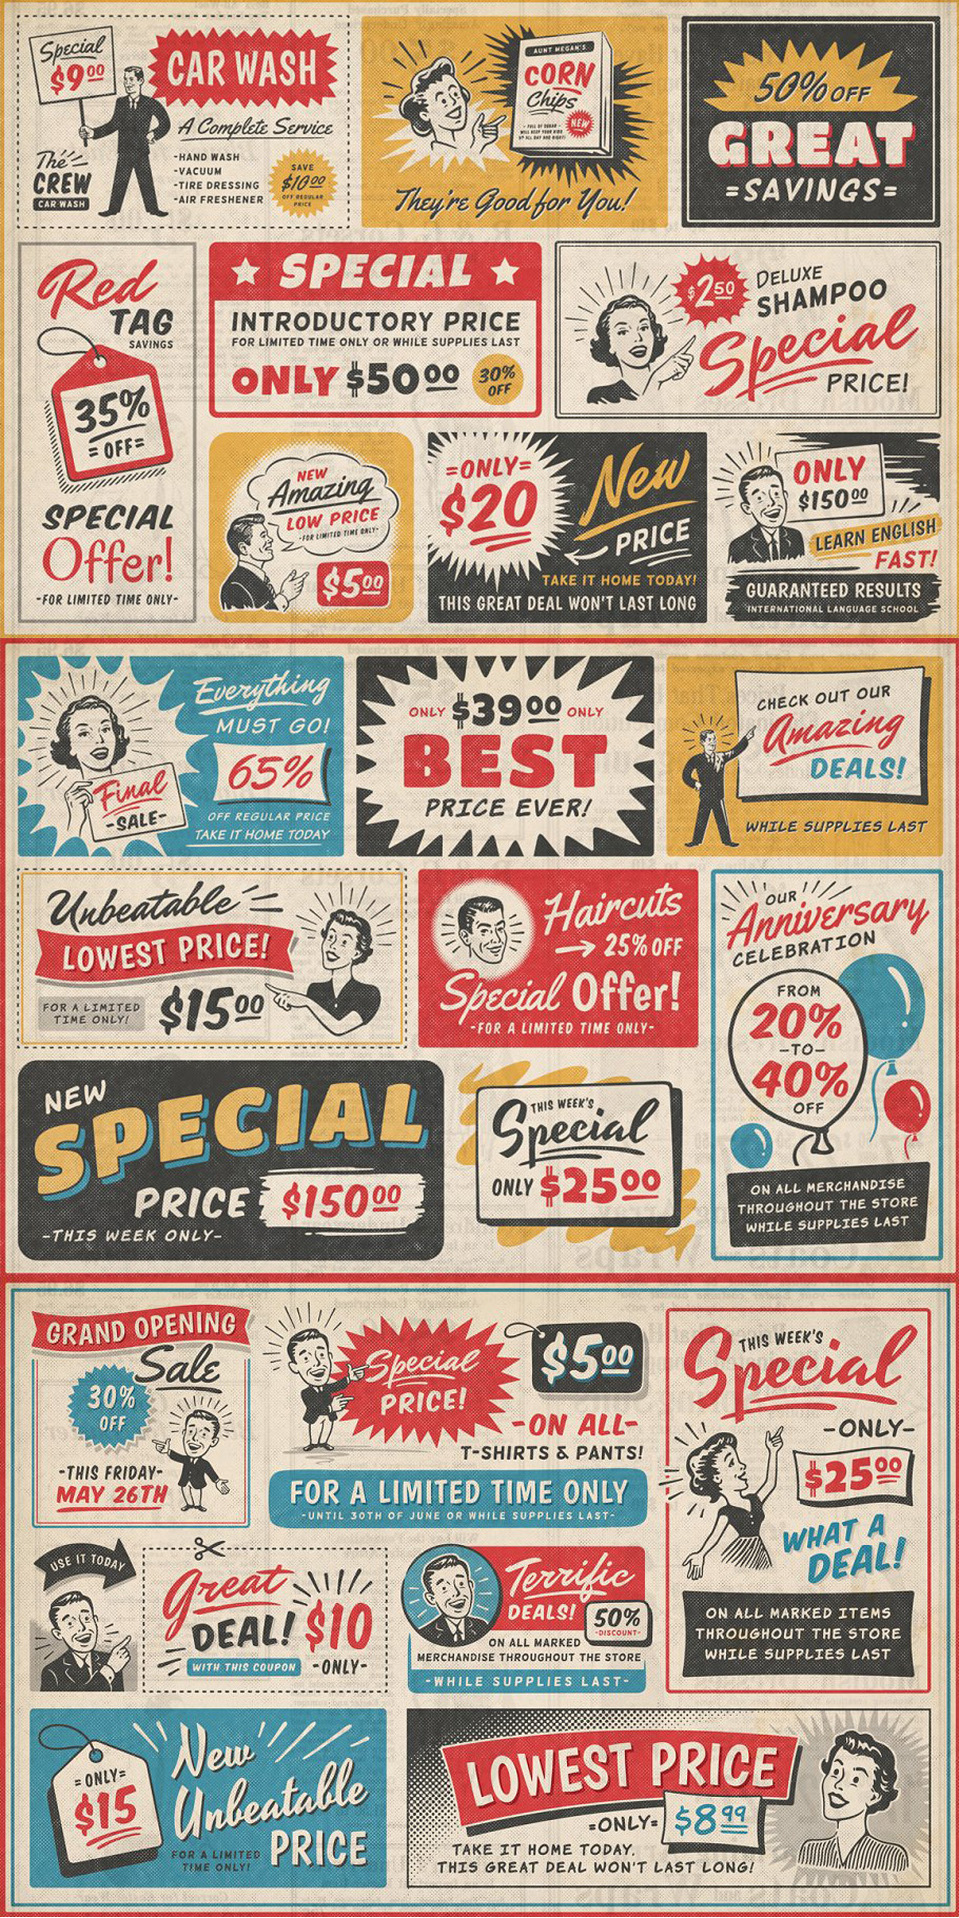 Special
$9.00
CAR WASH
A Complete Service
The
CREW
CAR WASH
-HAND WASH
-VACUUM
-TIRE DRESSING
-AIR FRESHENER
SAVE
$10.00
OFF REGULAR
PRICE
AUNT MEGAN'S
CORN
Chips
- FULL OF SUGAR -
WILL KEEP YOUR KIDS
UP ALL DAY AND NIGHT!
NEW
They're Good for You!
50% OFF
GREAT
=SAVINGS=
Red
TAG
SAVINGS
35%
=OFF=
SPECIAL
Offer!
-FOR LIMITED TIME ONLY-
SPECIAL
INTRODUCTORY PRICE
FOR LIMITED TIME ONLY OR WHILE SUPPLIES LAST
ONLY $50.00
30%
OFF
$2.50
DELUXE
SHAMPOO
Special
PRICE!
NEW
Amazing
LOW PRICE
-FOR LIMITED TIME ONLY-
$5.00
=ONLY=
$20
New
PRICE
TAKE IT HOME TODAY!
THIS GREAT DEAL WON'T LAST LONG
ONLY
$150.00
LEARN ENGLISH
FAST!
GUARANTEED RESULTS
INTERNATIONAL LANGUAGE SCHOOL
Everything
MUST GO!
65%
OFF REGULAR PRICE
TAKE IT HOME TODAY
Final
-SALE-
ONLY $39.00 ONLY
BEST
PRICE EVER!
CHECK OUT OUR
Amazing
DEALS!
WHILE SUPPLIES LAST
Unbeatable
LOWEST PRICE!
FOR A LIMITED
TIME ONLY!
$15.00
Haircuts
25% OFF
Special Offer!
-FOR A LIMITED TIME ONLY-
OUR
Anniversary
CELEBRATION
FROM
20%
-TO-
40%
OFF
ON ALL MERCHANDISE
THROUGHOUT THE STORE
WHILE SUPPLIES LAST
NEW
SPECIAL
PRICE $150.00
-THIS WEEK ONLY-
THIS WEEK'S
Special
ONLY $25.00
GRAND OPENING
Sale
30%
OFF
-THIS FRIDAY-
MAY 26TH
Special
PRICE!
$5.00
-ON ALL-
T-SHIRTS & PANTS!
FOR A LIMITED TIME ONLY
-UNTIL 30TH OF JUNE OR WHILE SUPPLIES LAST-
THIS WEEK'S
Special
-ONLY-
$25.00
WHAT A
DEAL!
ON ALL MARKED ITEMS
THROUGHOUT THE STORE
WHILE SUPPLIES LAST
USE IT TODAY
Great
DEAL!
WITH THIS COUPON
$10
-ONLY-
Terrific
DEALS!
50%
-DISCOUNT-
ON ALL MARKED
MERCHANDISE THROUGHOUT THE STORE
-WHILE SUPPLIES LAST-
=ONLY=
$15
New
Unbeatable
PRICE
FOR A LIMITED
TIME ONLY!
LOWEST PRICE
=ONLY= $8.99
TAKE IT HOME TODAY.
THIS GREAT DEAL WON'T LAST LONG!